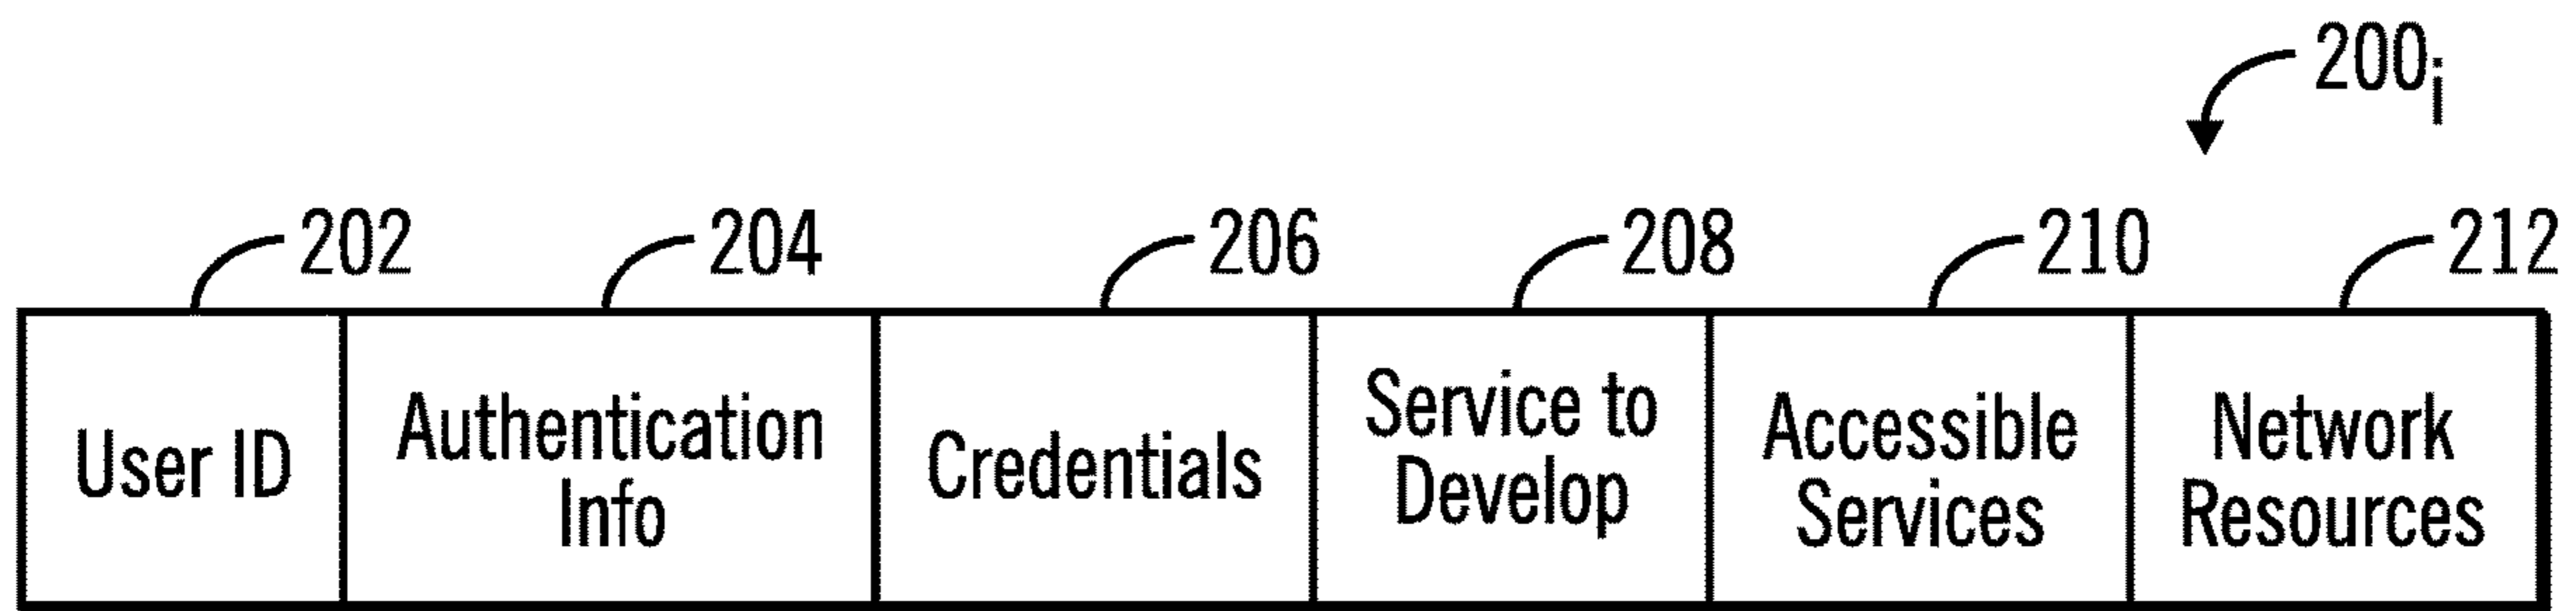 200i
202 204 206 208 210 212
User ID
Authentication
Info
Credentials
Service to
Develop
Accessible
Services
Network
Resources